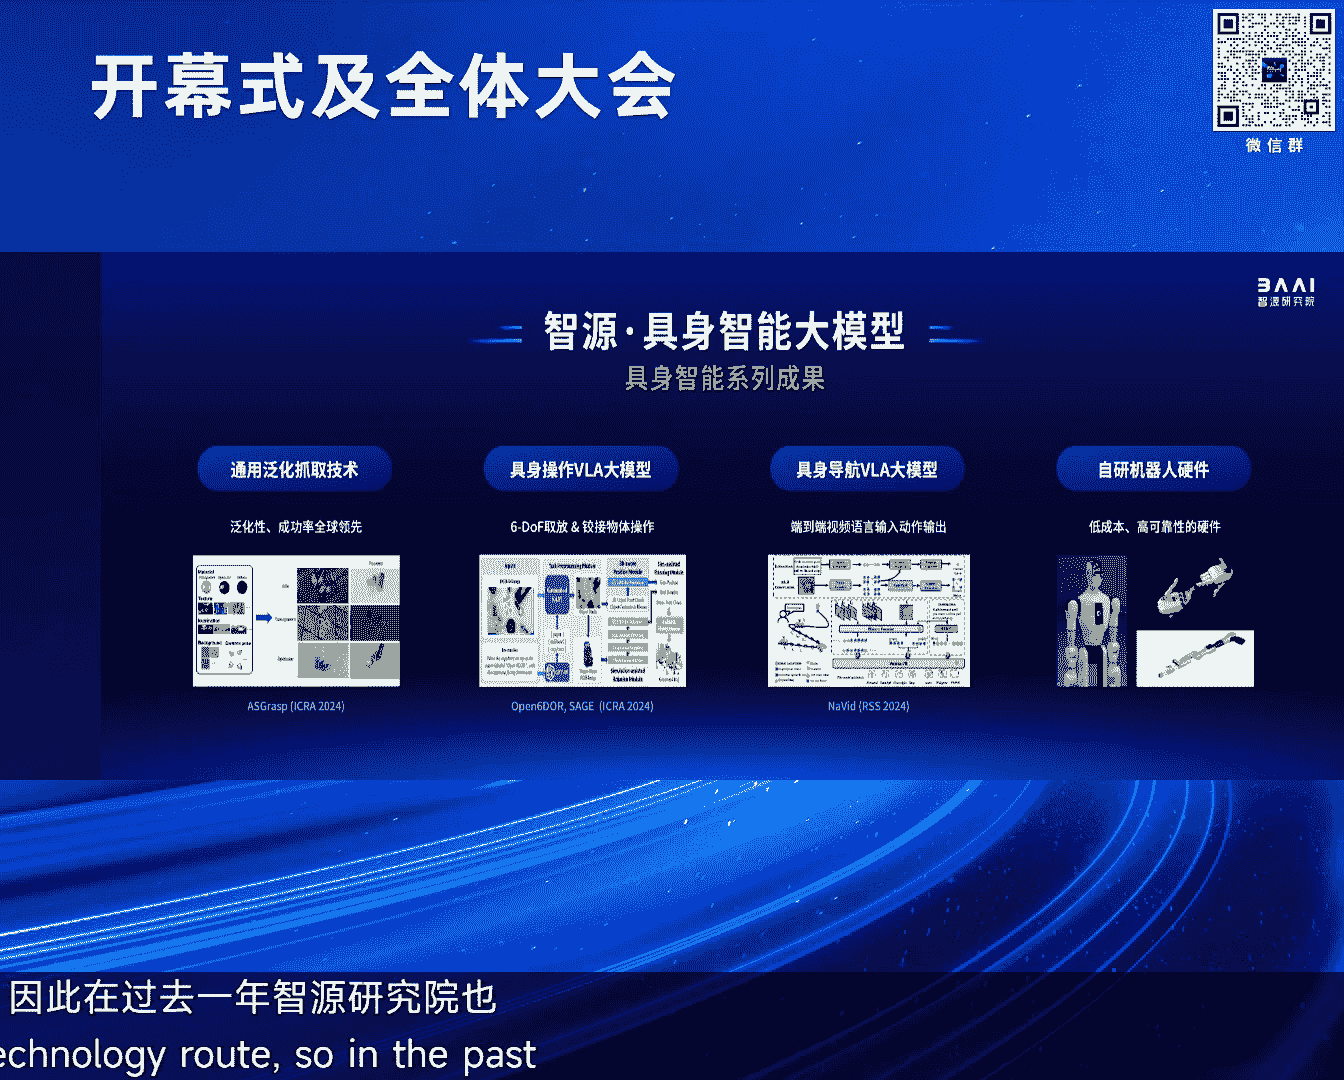 开幕式及全体大会
微信群
BAAI
智源研究院
智源·具身智能大模型
具身智能系列成果
通用泛化抓取技术
具身操作VLA大模型
具身导航VLA大模型
自研机器人硬件
泛化性、成功率全球领先
6-DoF取放 & 铰接物体操作
端到端视频语言输入动作输出
低成本、高可靠性的硬件
ASGrasp (ICRA 2024)
Open6DOR, SAGE (ICRA 2024)
NaVid (RSS 2024)
因此在过去一年智源研究院也
echnology route, so in the past